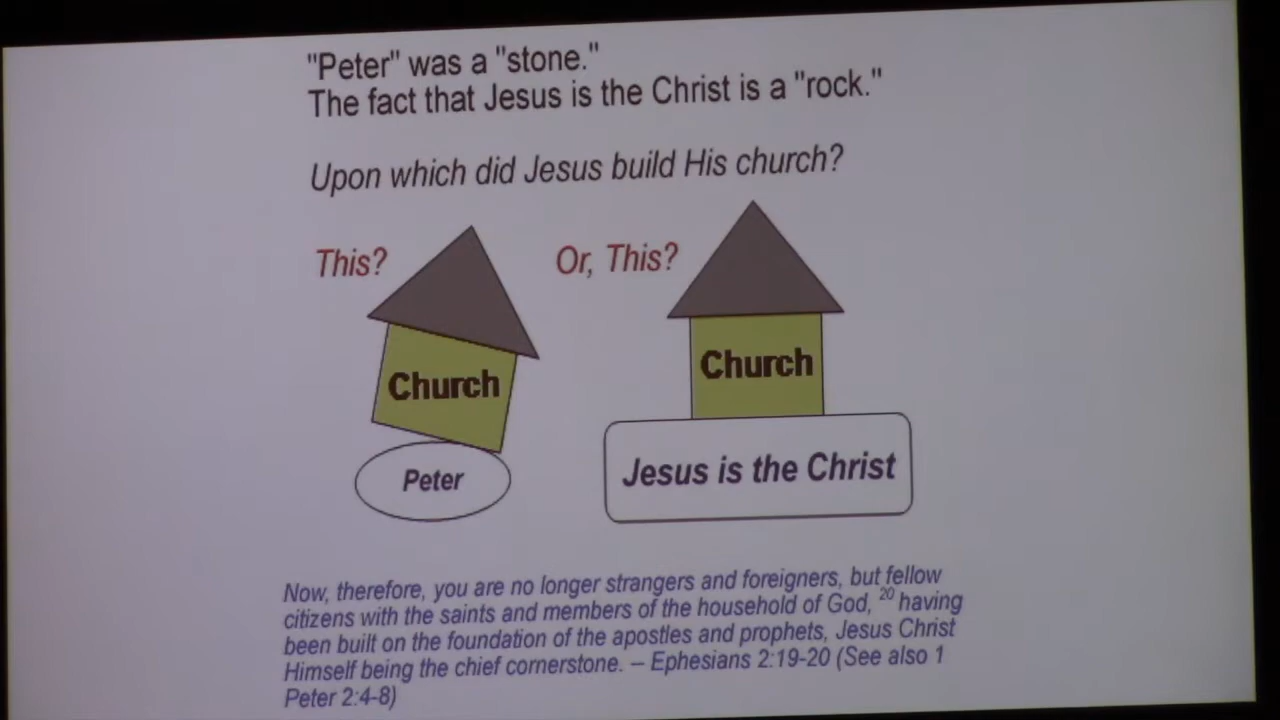 "Peter" was a "stone."
The fact that Jesus is the Christ is a "rock."
Upon which did Jesus build His church?
This?
Or, This?
Church
Church
Peter
Jesus is the Christ
Now, therefore, you are no longer strangers and foreigners, but fellow
citizens with the saints and members of the household of God, 20 having
been built on the foundation of the apostles and prophets, Jesus Christ
Himself being the chief cornerstone. – Ephesians 2:19-20 (See also 1
Peter 2:4-8)